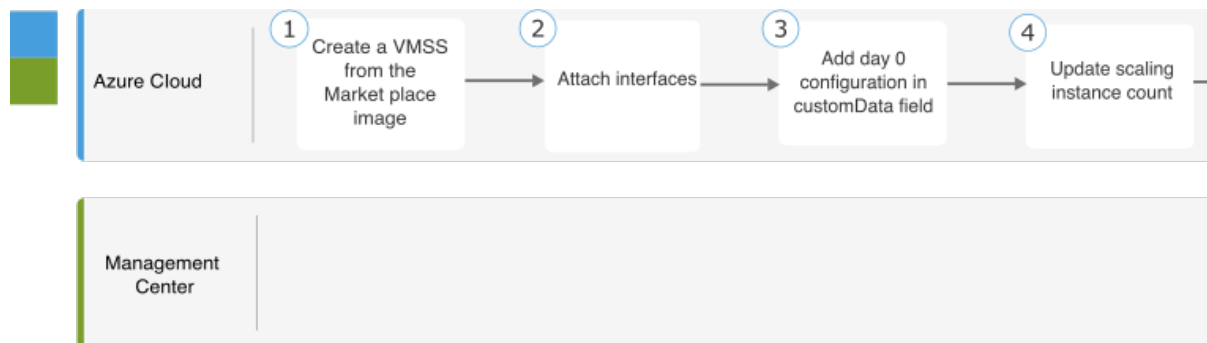 1
Create a VMSS
from the
Market place
image
2
Attach interfaces
3
Add day 0
configuration in
customData field
4
Update scaling
instance count
Azure Cloud
Management
Center